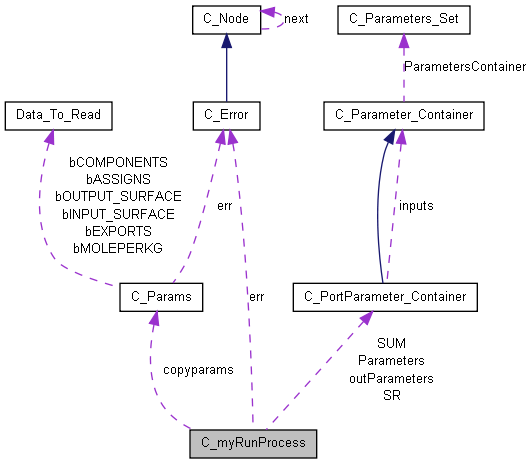 C_Node
next
C_Parameters_Set
ParametersContainer
Data_To_Read
C_Error
C_Parameter_Container
bCOMPONENTS
bASSIGNS
bOUTPUT_SURFACE
bINPUT_SURFACE
bEXPORTS
bMOLEPERKG
err
inputs
C_Params
err
C_PortParameter_Container
copyparams
SUM
Parameters
outParameters
SR
C_myRunProcess